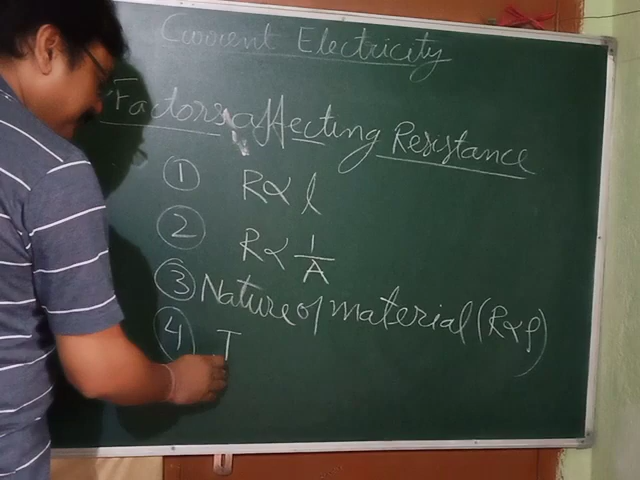 Current Electricity
Factors affecting Resistance
① R ∝ l
② R ∝ 1/A
③ Nature of material (R ∝ ρ)
④ T